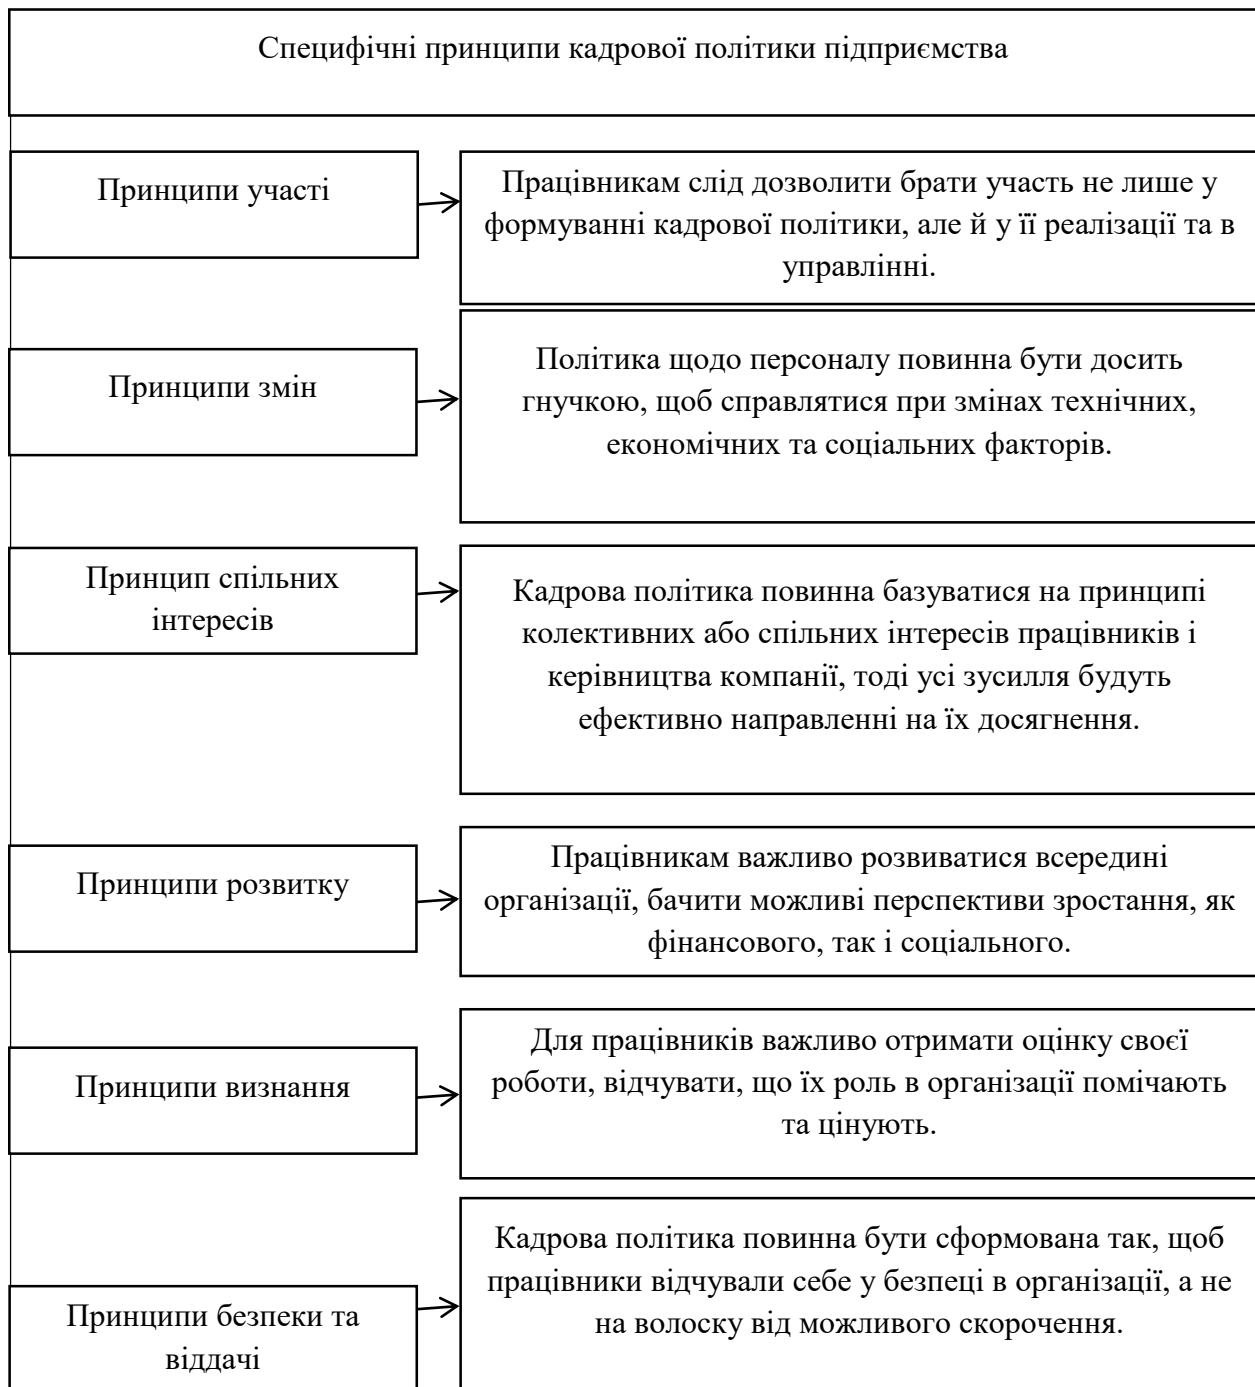 Специфічні принципи кадрової політики підприємства
Принципи участі
Працівникам слід дозволити брати участь не лише у
формуванні кадрової політики, але й у її реалізації та в
управлінні.
Принципи змін
Політика щодо персоналу повинна бути досить
гнучкою, щоб справлятися при змінах технічних,
економічних та соціальних факторів.
Принцип спільних
інтересів
Кадрова політика повинна базуватися на принципі
колективних або спільних інтересів працівників і
керівництва компанії, тоді усі зусилля будуть
ефективно направленні на їх досягнення.
Принципи розвитку
Працівникам важливо розвиватися всередині
організації, бачити можливі перспективи зростання, як
фінансового, так і соціального.
Принципи визнання
Для працівників важливо отримати оцінку своєї
роботи, відчувати, що їх роль в організації помічають
та цінують.
Принципи безпеки та
віддачі
Кадрова політика повинна бути сформована так, щоб
працівники відчували себе у безпеці в організації, а не
на волоску від можливого скорочення.